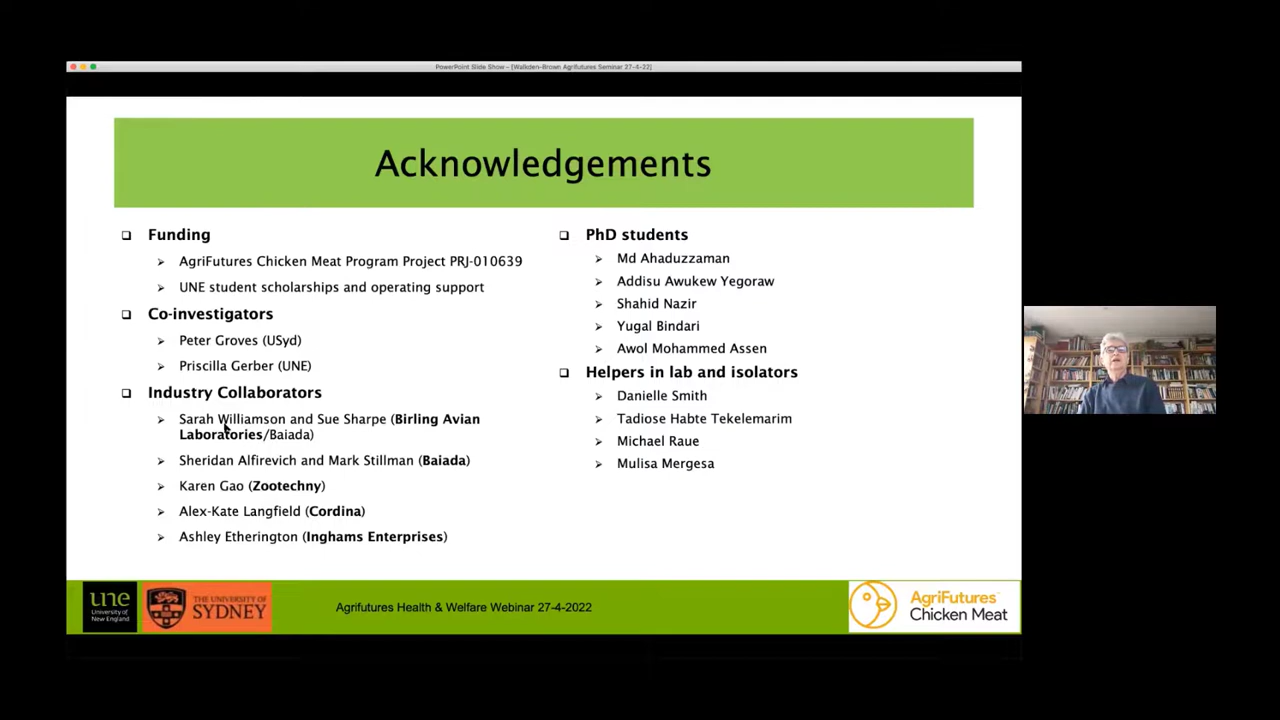 PowerPoint Slide Show - [Walkden-Brown Agrifutures Seminar 27-4-22]
Acknowledgements
Funding
AgriFutures Chicken Meat Program Project PRJ-010639
UNE student scholarships and operating support
Co-investigators
Peter Groves (USyd)
Priscilla Gerber (UNE)
Industry Collaborators
Sarah Williamson and Sue Sharpe (Birling Avian
Laboratories/Baiada)
Sheridan Alfirevich and Mark Stillman (Baiada)
Karen Gao (Zootechny)
Alex-Kate Langfield (Cordina)
Ashley Etherington (Inghams Enterprises)
PhD students
Md Ahaduzzaman
Addisu Awukew Yegoraw
Shahid Nazir
Yugal Bindari
Awol Mohammed Assen
Helpers in lab and isolators
Danielle Smith
Tadiose Habte Tekelemarim
Michael Raue
Mulisa Mergesa
une
University of
New England
THE UNIVERSITY OF
SYDNEY
Agrifutures Health & Welfare Webinar 27-4-2022
AgriFutures™
Chicken Meat